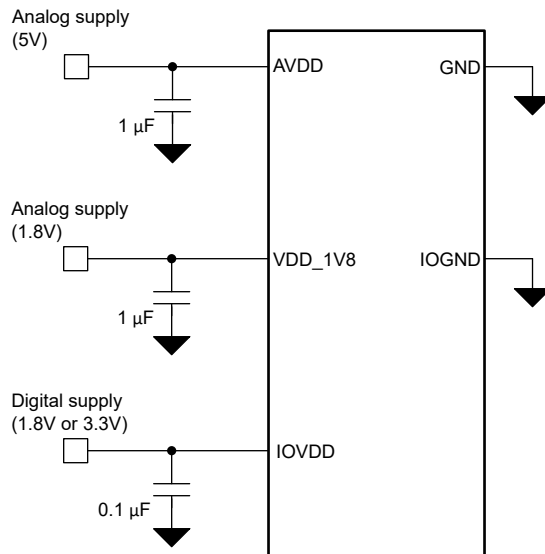 Analog supply
(5V)
AVDD
GND
1 µF
Analog supply
(1.8V)
VDD_1V8
IOGND
1 µF
Digital supply
(1.8V or 3.3V)
IOVDD
0.1 µF